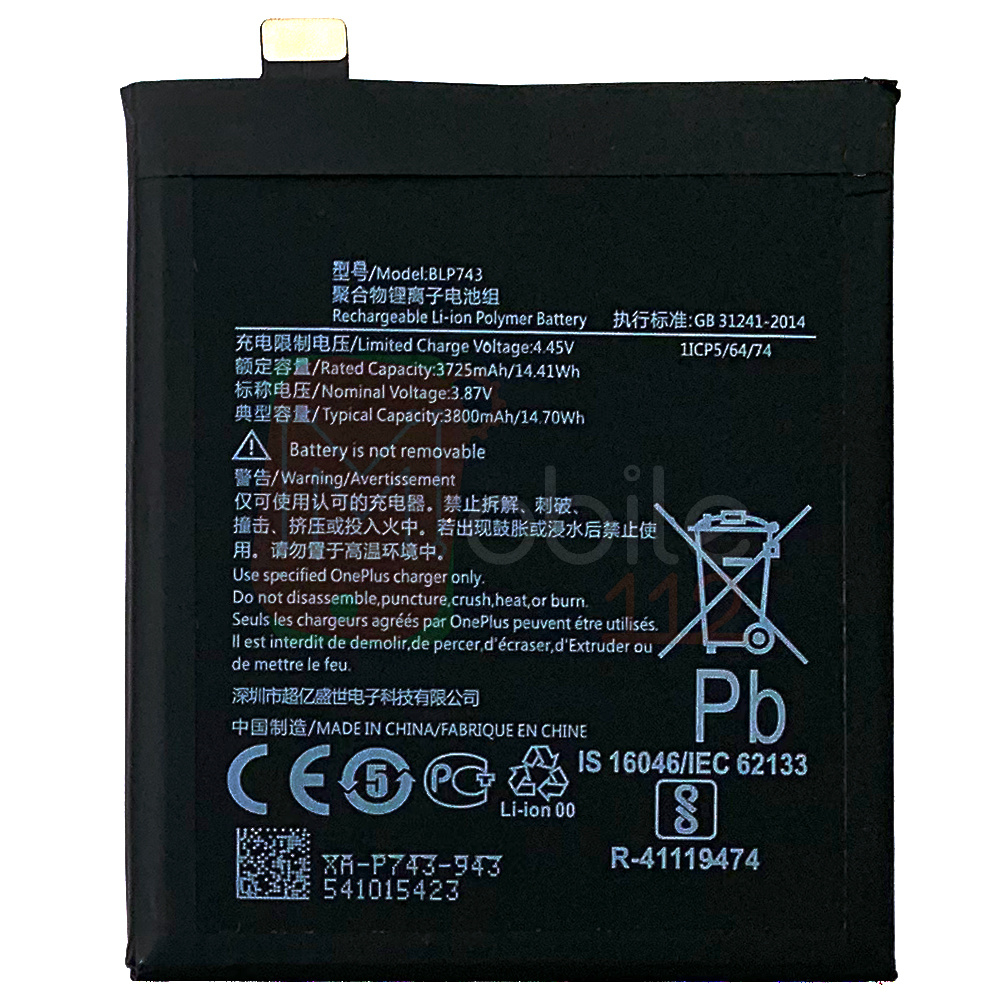 型号/Model:BLP743
聚合物锂离子电池组
Rechargeable Li-ion Polymer Battery 执行标准:GB 31241-2014
充电限制电压/Limited Charge Voltage:4.45V 1ICP5/64/74
额定容量/Rated Capacity:3725mAh/14.41Wh
标称电压/Nominal Voltage:3.87V
典型容量/Typical Capacity:3800mAh/14.70Wh
Battery is not removable
警告/Warning/Avertissement
仅可使用认可的充电器. 禁止拆解、刺破、
撞击、挤压或投入火中。若出现鼓胀或浸水后禁止使
用。请勿置于高温环境中。
Use specified OnePlus charger only.
Do not disassemble,puncture,crush,heat,or burn.
Seuls les chargeurs agréés par OnePlus peuvent été utilisés.
Il est interdit de demolir,de percer,d'écraser,d'Extruder ou
de mettre le feu.
深圳市超亿盛世电子科技有限公司
中国制造/MADE IN CHINA/FABRIQUE EN CHINE
Pb
CE 5 PCT Li-ion 00
IS 16046/IEC 62133
R-41119474
XA-P743-943
541015423
obile
112